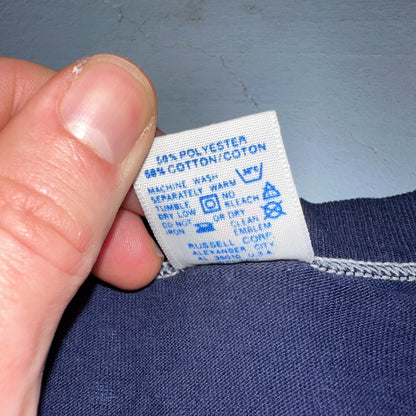 50% POLYESTER
50% COTTON/COTON
MACHINE WASH
SEPARATELY WARM
TUMBLE NO BLEACH
DRY LOW OR DRY
DO NOT CLEAN
IRON EMBLEM
RUSSELL CORP.
ALEXANDER CITY
AL 35010 U.S.A